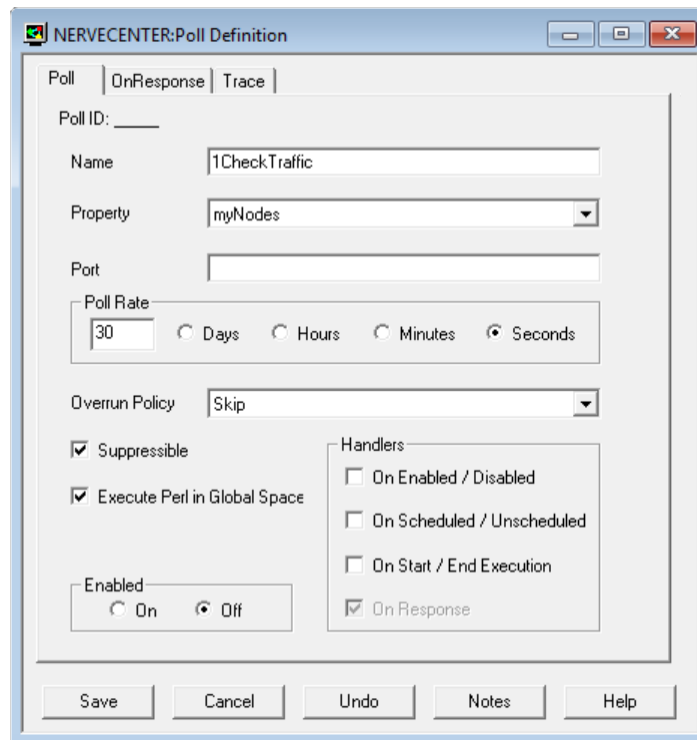 NERVECENTER:Poll Definition
Poll OnResponse Trace
Poll ID:
Name 1CheckTraffic
Property myNodes
Port
Poll Rate
30 Days Hours Minutes Seconds
Overrun Policy Skip
Suppressible
Execute Perl in Global Space
Handlers
On Enabled / Disabled
On Scheduled / Unscheduled
On Start / End Execution
On Response
Enabled
On Off
Save Cancel Undo Notes Help